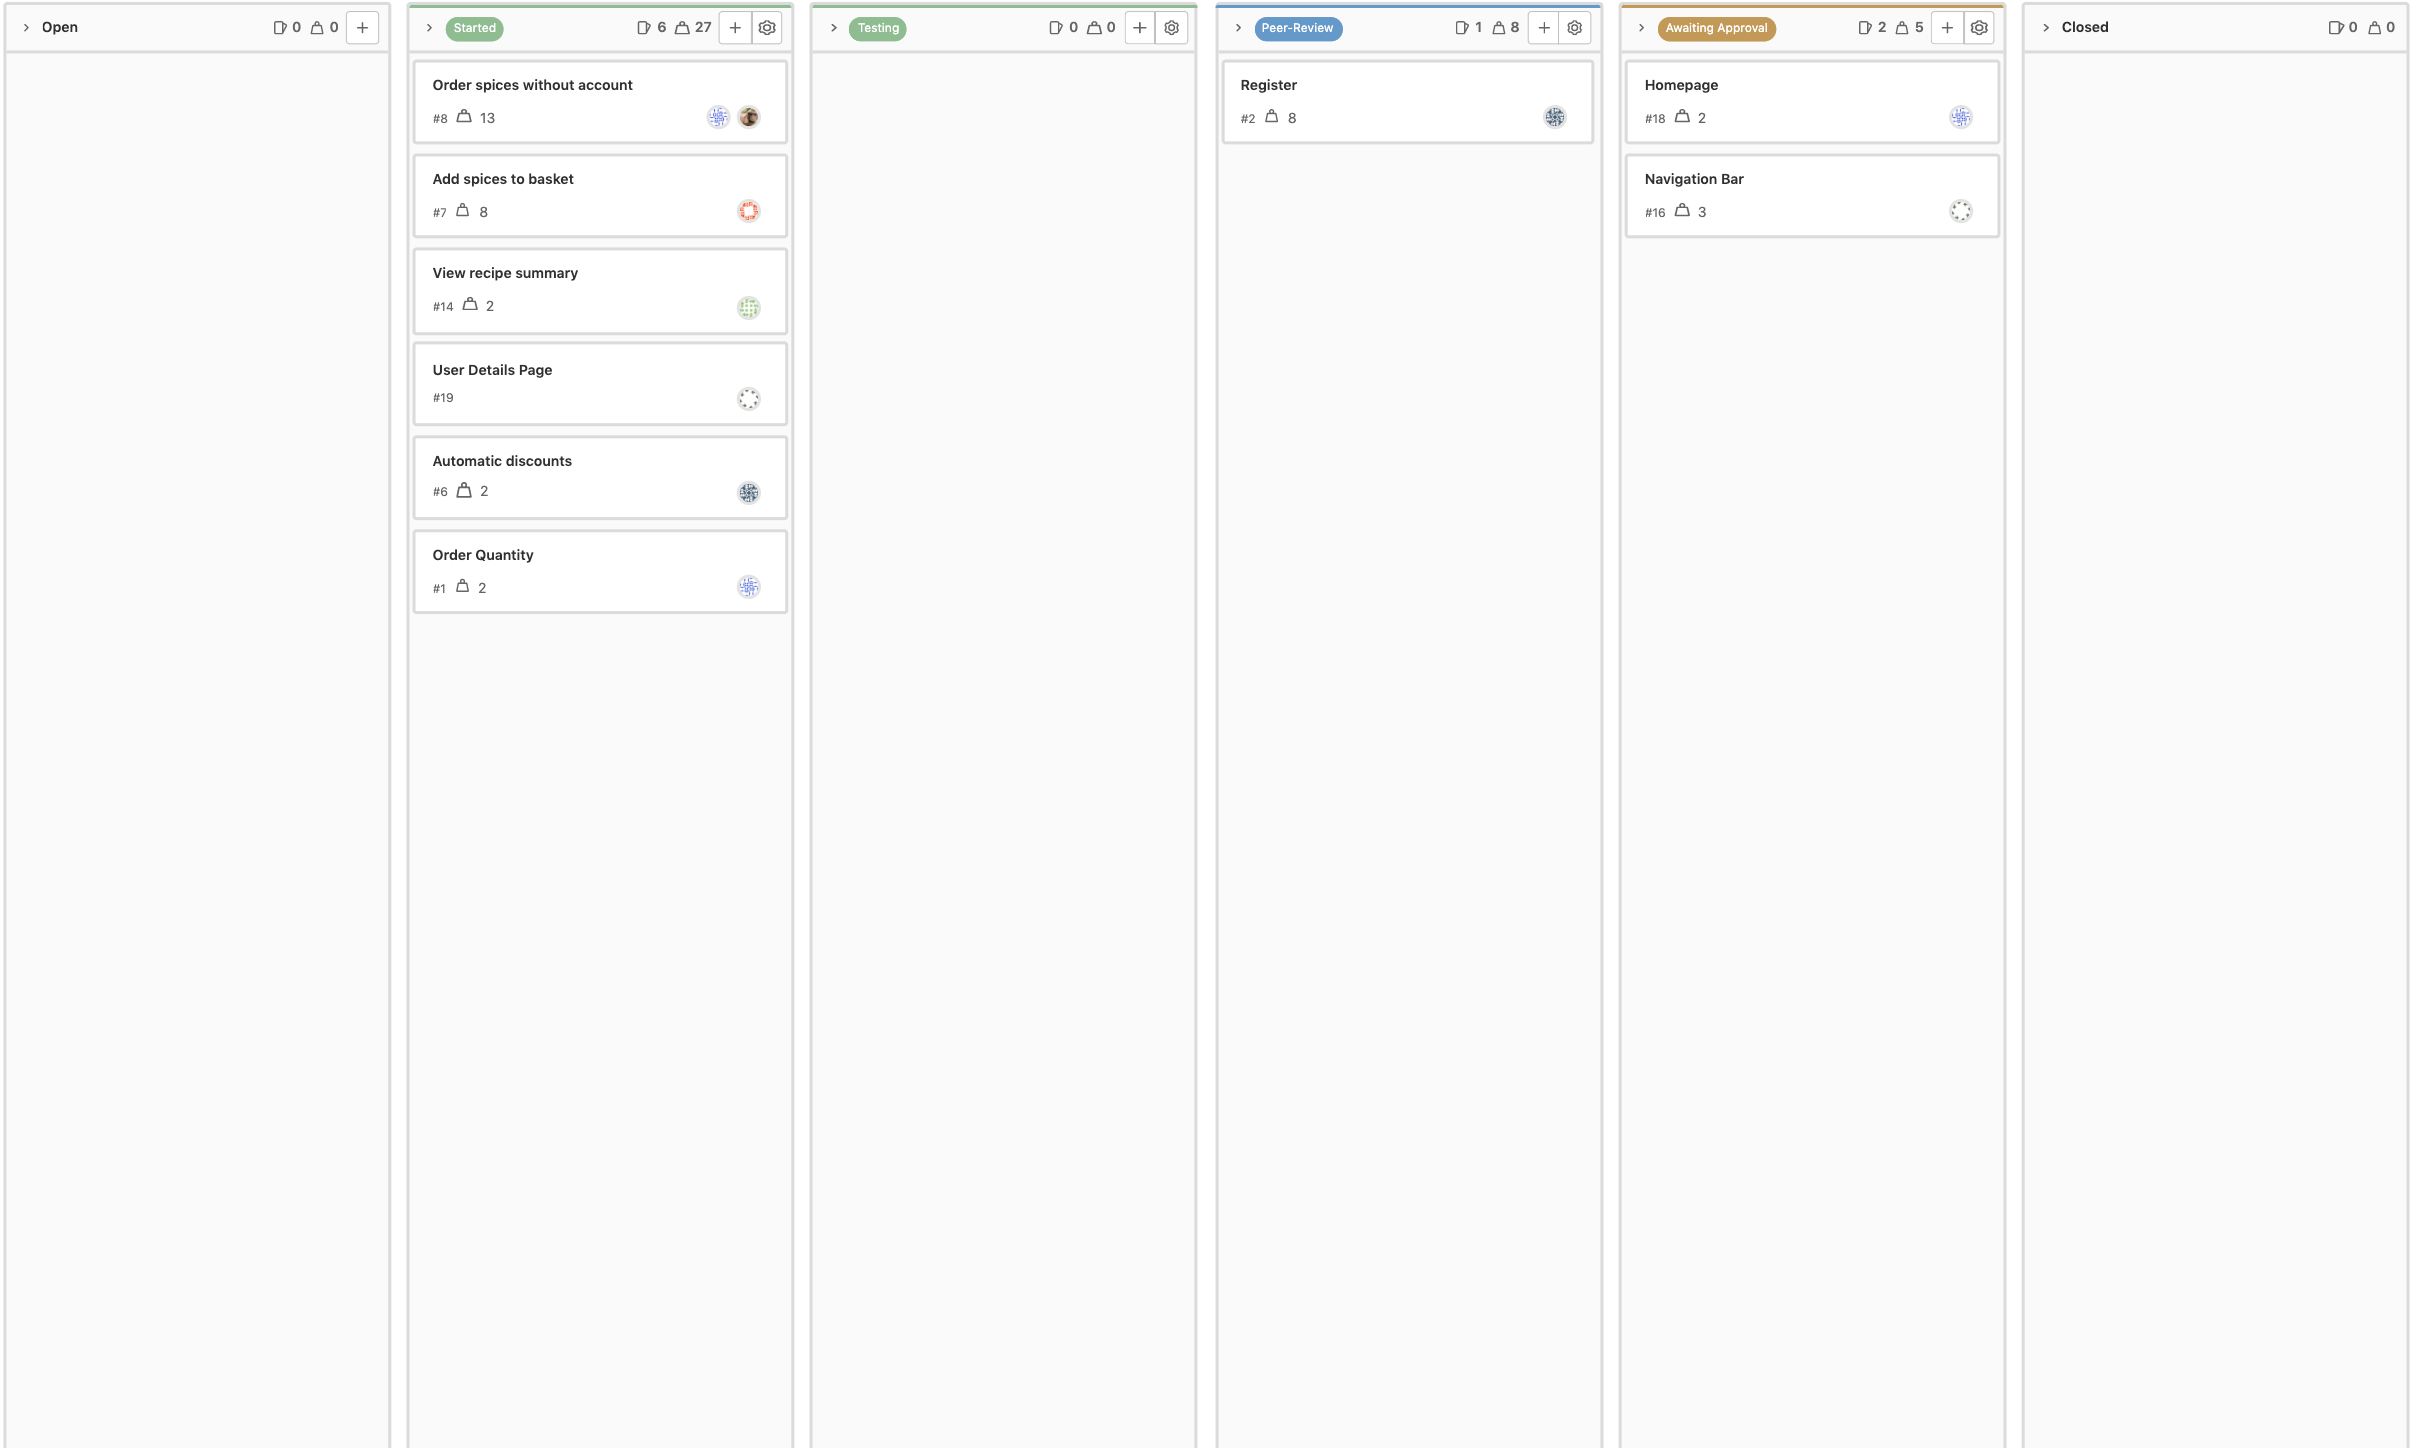 Open 0 0
Started 6 27
Order spices without account
#8 13
Add spices to basket
#7 8
View recipe summary
#14 2
User Details Page
#19
Automatic discounts
#6 2
Order Quantity
#1 2
Testing 0 0
Peer-Review 1 8
Register
#2 8
Awaiting Approval 2 5
Homepage
#18 2
Navigation Bar
#16 3
Closed 0 0